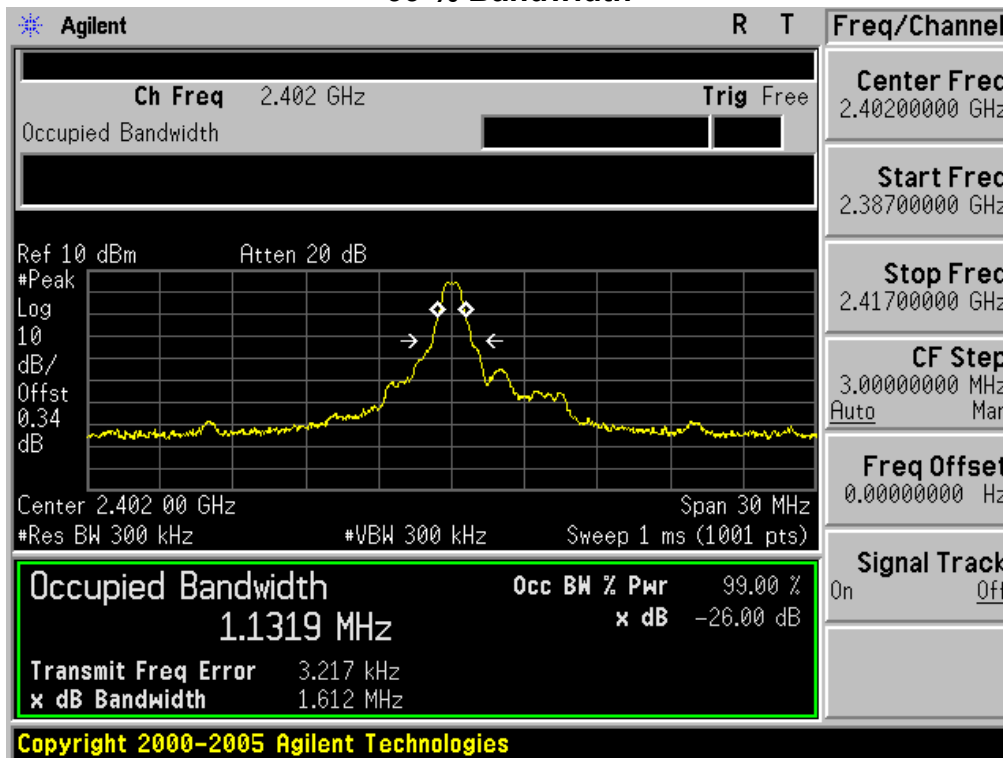 99 % Bandwidth
Agilent R T Freq/Channel
Ch Freq 2.402 GHz Trig Free
Occupied Bandwidth
Center Freq
2.40200000 GHz
Start Freq
2.38700000 GHz
Stop Freq
2.41700000 GHz
CF Step
3.00000000 MHz
Auto Man
Freq Offset
0.00000000 Hz
Signal Track
On Off
Ref 10 dBm Atten 20 dB
#Peak
Log
10
dB/
Offst
0.34
dB
Center 2.402 00 GHz Span 30 MHz
#Res BW 300 kHz #VBW 300 kHz Sweep 1 ms (1001 pts)
Occupied Bandwidth Occ BW % Pwr 99.00 %
1.1319 MHz x dB -26.00 dB
Transmit Freq Error 3.217 kHz
x dB Bandwidth 1.612 MHz
Copyright 2000-2005 Agilent Technologies